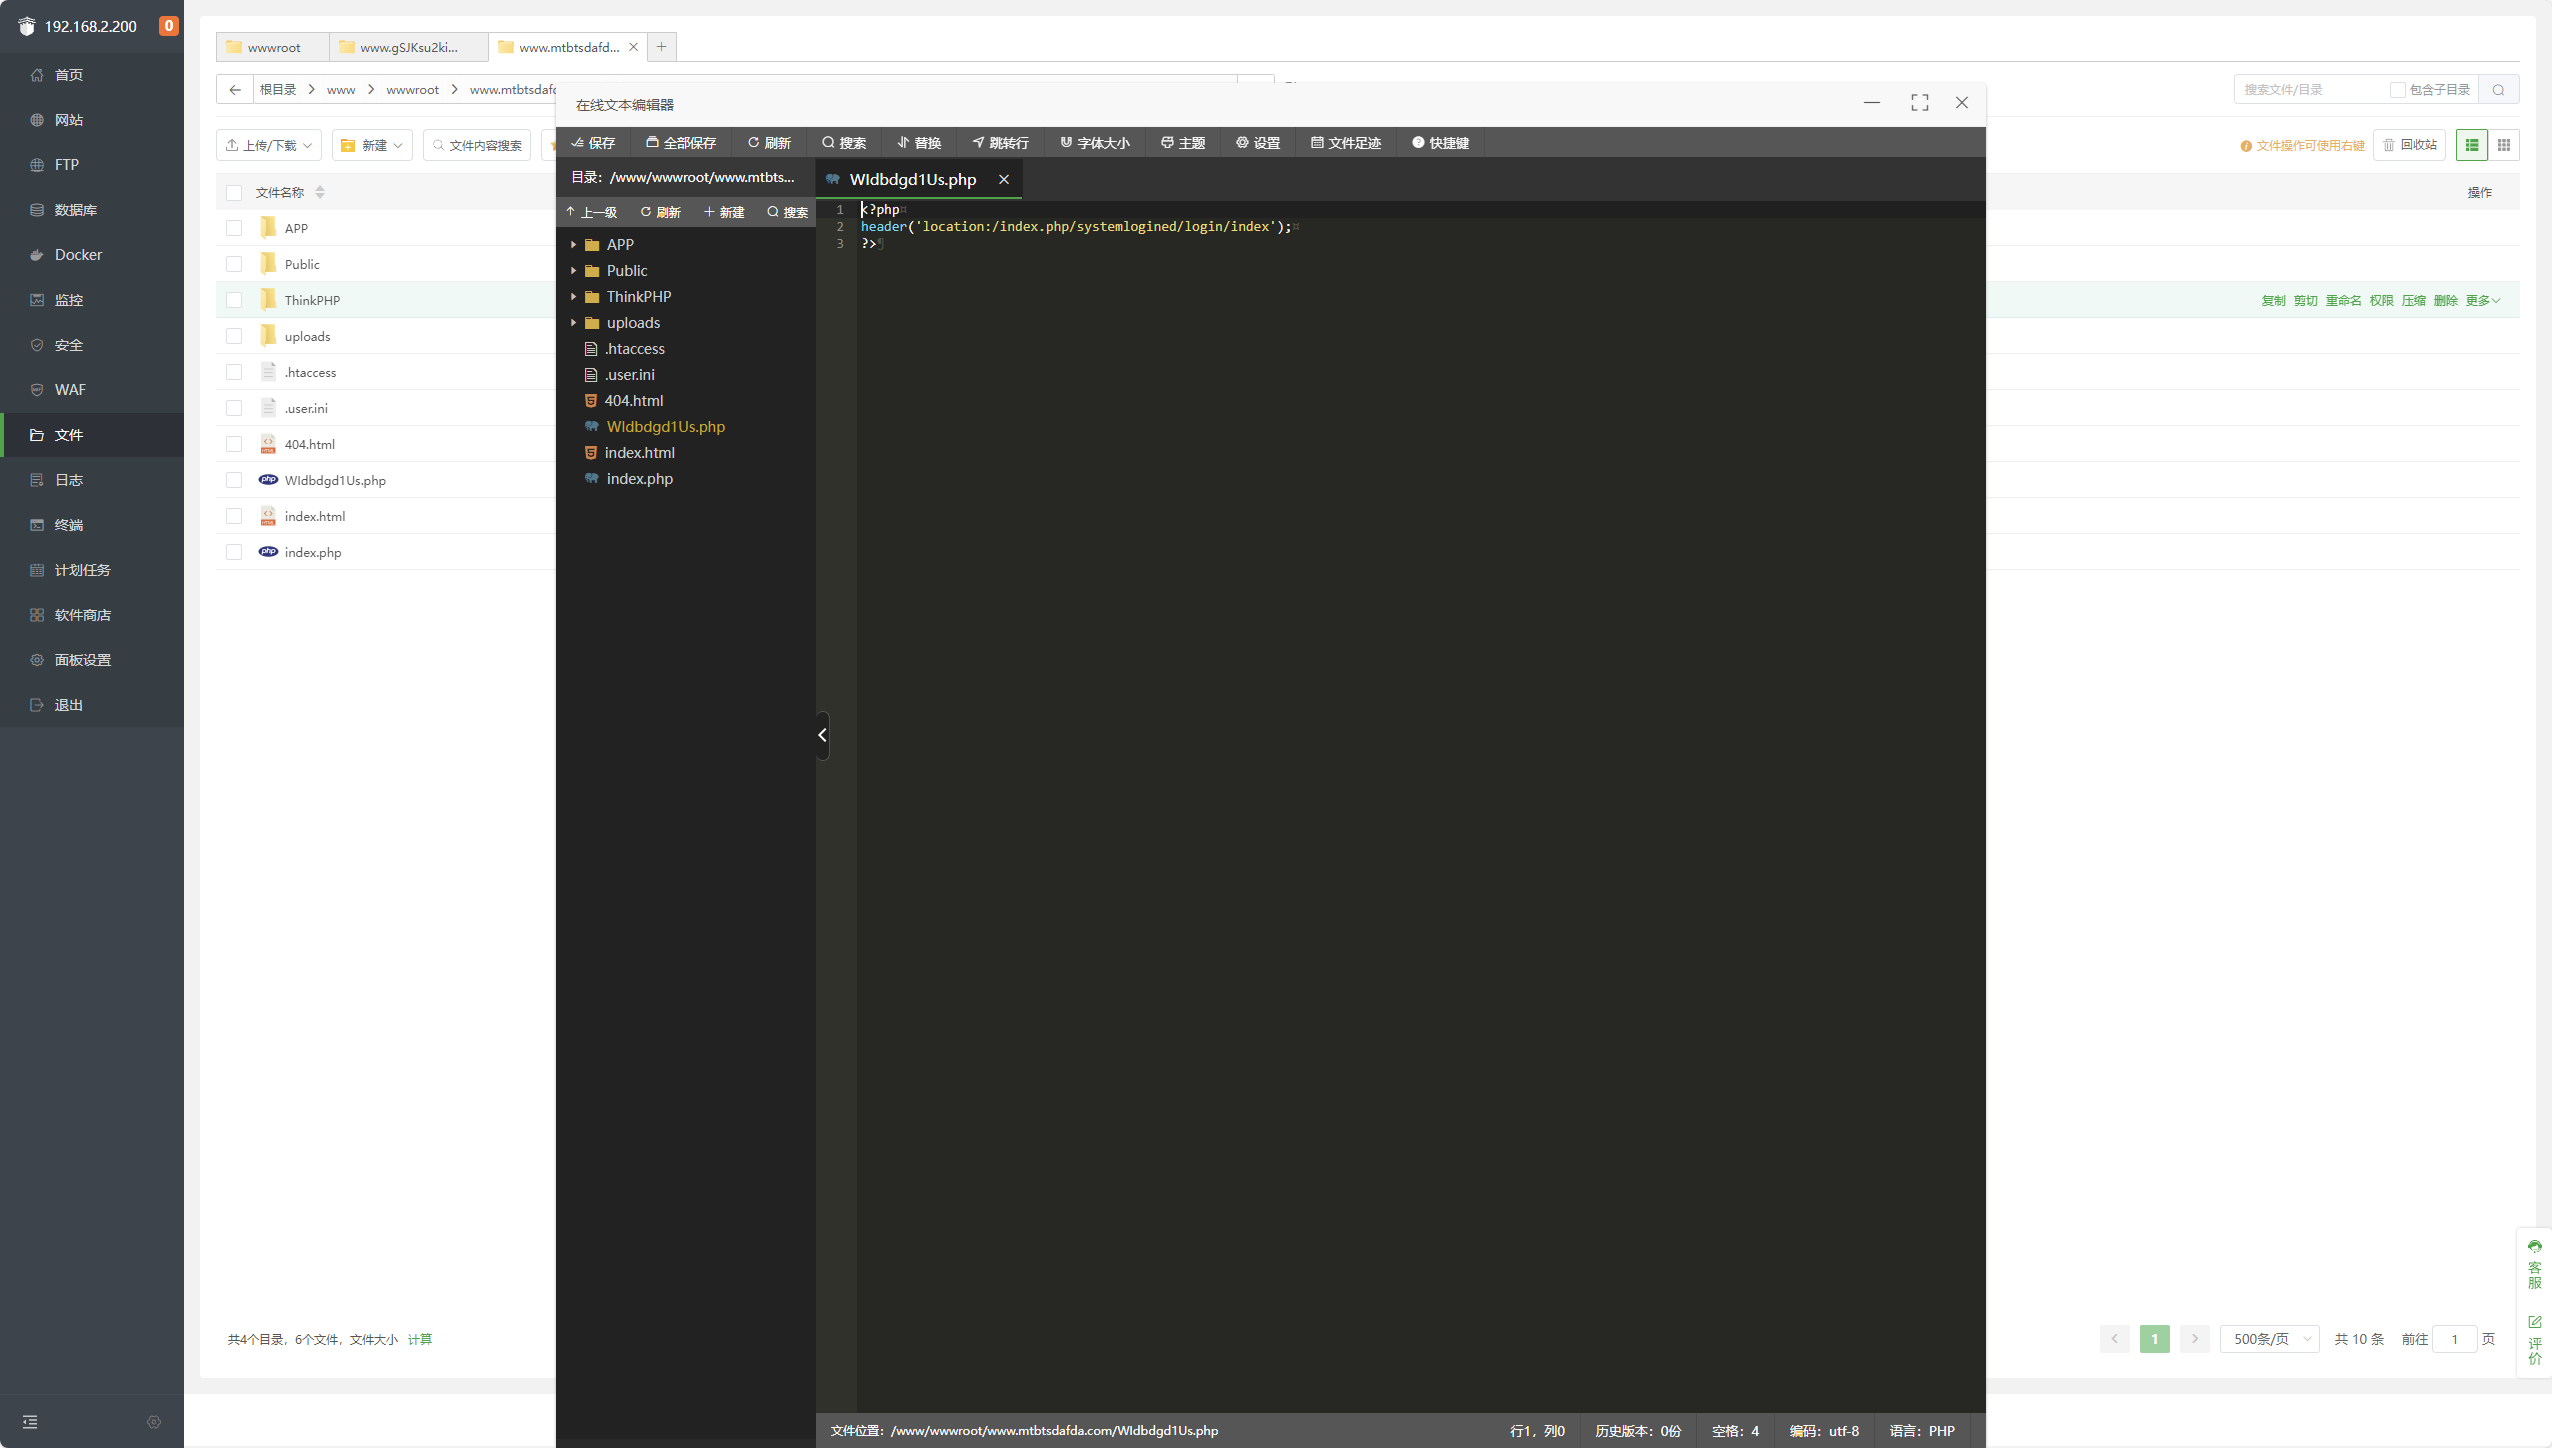 192.168.2.200
0
首页
网站
FTP
数据库
Docker
监控
安全
WAF
文件
日志
终端
计划任务
软件商店
面板设置
退出
wwwroot
www.gSJKsu2ki...
www.mtbtsdafd...
根目录 > www > wwwroot > www.mtbtsdafd
搜索文件/目录
包含子目录
上传/下载
新建
文件内容搜索
文件操作可使用右键
回收站
文件名称
操作
APP
Public
ThinkPHP
复制 剪切 重命名 权限 压缩 删除 更多
uploads
.htaccess
.user.ini
404.html
WIdbdgd1Us.php
index.html
index.php
共4个目录，6个文件，文件大小 计算
1
500条/页
共 10 条
前往 1 页
客服
评价
在线文本编辑器
保存
全部保存
刷新
搜索
替换
跳转行
字体大小
主题
设置
文件足迹
快捷键
目录：/www/wwwroot/www.mtbts...
WIdbdgd1Us.php
上一级
刷新
新建
搜索
APP
Public
ThinkPHP
uploads
.htaccess
.user.ini
404.html
WIdbdgd1Us.php
index.html
index.php
1 <?php
2 header('location:/index.php/systemlogined/login/index');
3 ?>
文件位置：/www/wwwroot/www.mtbtsdafda.com/WIdbdgd1Us.php
行1，列0
历史版本：0份
空格：4
编码：utf-8
语言：PHP